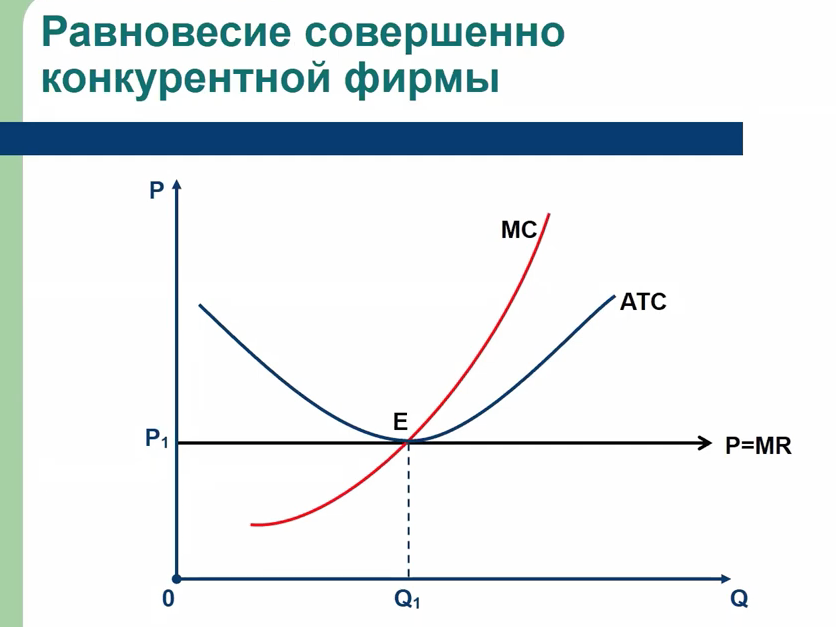 Равновесие совершенно
конкурентной фирмы
P
MC
ATC
E
P₁
P=MR
0
Q₁
Q